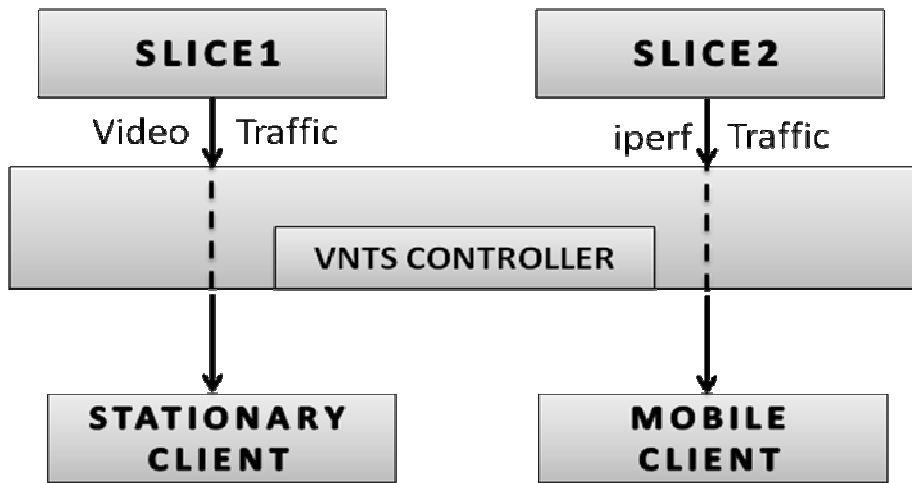 SLICE1
SLICE2
Video Traffic
iperf Traffic
VNTS CONTROLLER
STATIONARY
CLIENT
MOBILE
CLIENT